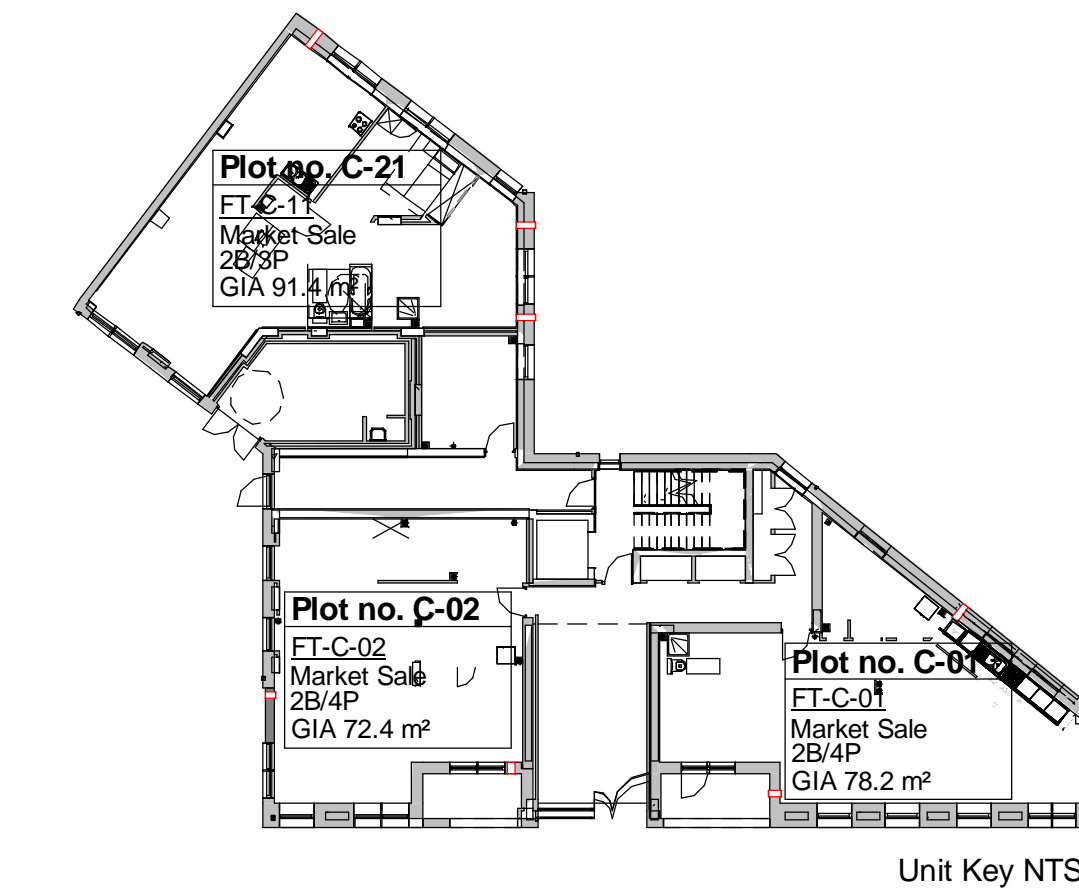 Plot no. C-21
FT-C-11
Market Sale
2B/3P
GIA 91.4 m²
Plot no. C-02
FT-C-02
Market Sale
2B/4P
GIA 72.4 m²
Plot no. C-01
FT-C-01
Market Sale
2B/4P
GIA 78.2 m²
Unit Key NTS